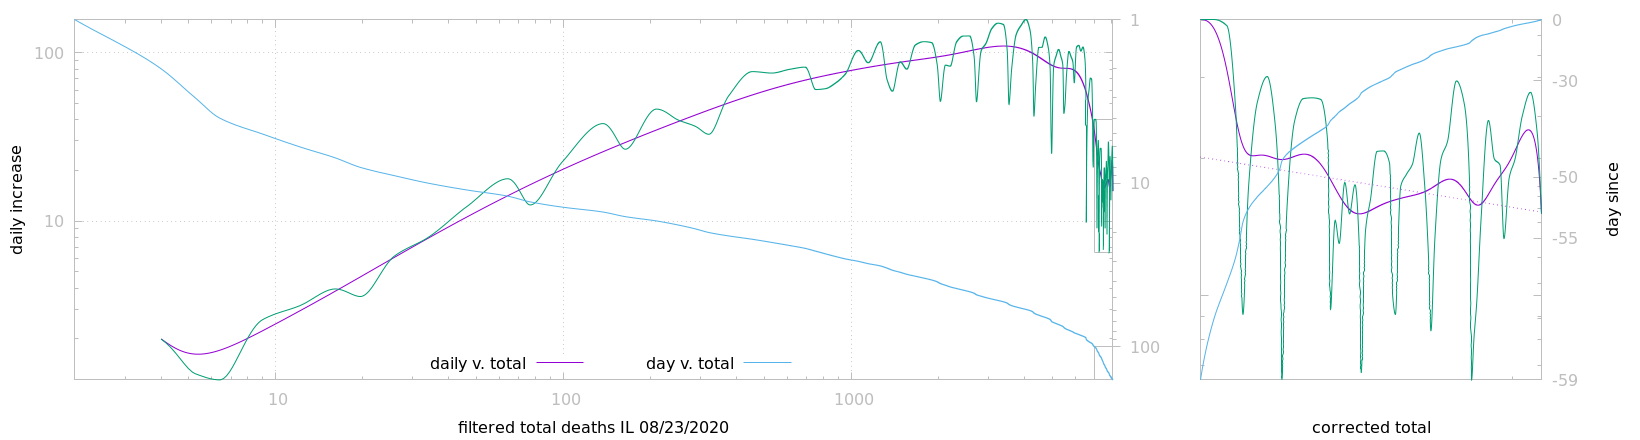 daily increase
100
10
10
100
1000
filtered total deaths IL 08/23/2020
daily v. total
day v. total
1
10
100
0
-30
-50
-55
-59
day since
corrected total